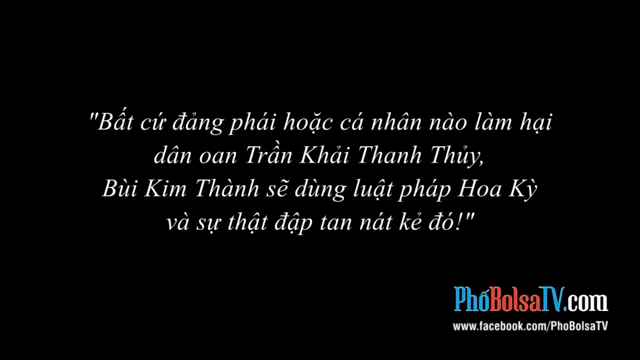 "Bất cứ đảng phái hoặc cá nhân nào làm hại
dân oan Trần Khải Thanh Thủy,
Bùi Kim Thành sẽ dùng luật pháp Hoa Kỳ
và sự thật đập tan nát kẻ đó!"
PhốBolsaTV.com
www.facebook.com/PhoBolsaTV